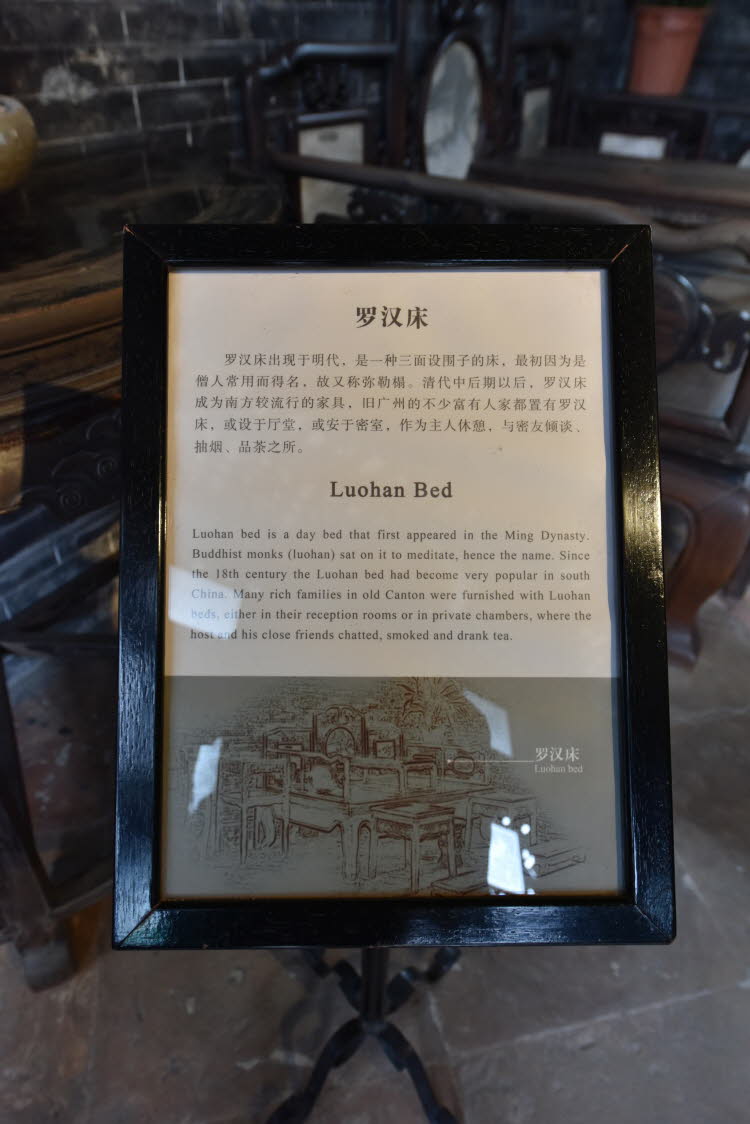 罗汉床
罗汉床出现于明代，是一种三面设围子的床，最初因为是
僧人常用而得名，故又称弥勒榻。清代中后期以后，罗汉床
成为南方较流行的家具，旧广州的不少富有人家都置有罗汉
床，或设于厅堂，或安于密室，作为主人休憩，与密友倾谈、
抽烟、品茶之所。
Luohan Bed
Luohan bed is a day bed that first appeared in the Ming Dynasty.
Buddhist monks (luohan) sat on it to meditate, hence the name. Since
the 18th century the Luohan bed had become very popular in south
China. Many rich families in old Canton were furnished with Luohan
beds, either in their reception rooms or in private chambers, where the
host and his close friends chatted, smoked and drank tea.
罗汉床
Luohan bed